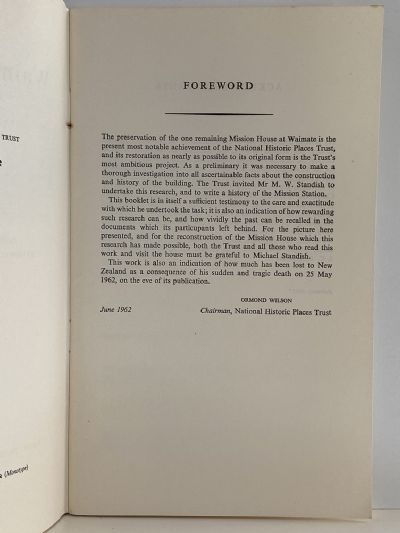 TRUST
FOREWORD
The preservation of the one remaining Mission House at Waimate is the
present most notable achievement of the National Historic Places Trust,
and its restoration as nearly as possible to its original form is the Trust's
most ambitious project. As a preliminary it was necessary to make a
thorough investigation into all ascertainable facts about the construction
and history of the building. The Trust invited Mr M. W. Standish to
undertake this research, and to write a history of the Mission Station.
This booklet is in itself a sufficient testimony to the care and exactitude
with which he undertook the task; it is also an indication of how rewarding
such research can be, and how vividly the past can be recalled in the
documents which its participants left behind. For the picture here
presented, and for the reconstruction of the Mission House which this
research has made possible, both the Trust and all those who read this
work and visit the house must be grateful to Michael Standish.
This work is also an indication of how much has been lost to New
Zealand as a consequence of his sudden and tragic death on 25 May
1962, on the eve of its publication.
ORMOND WILSON
June 1962 Chairman, National Historic Places Trust
(Monotype)